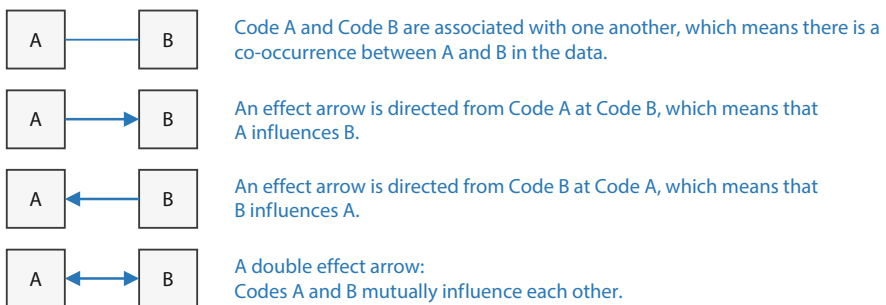 A B Code A and Code B are associated with one another, which means there is a
co-occurrence between A and B in the data.
A B An effect arrow is directed from Code A at Code B, which means that
A influences B.
A B An effect arrow is directed from Code B at Code A, which means that
B influences A.
A B A double effect arrow:
Codes A and B mutually influence each other.